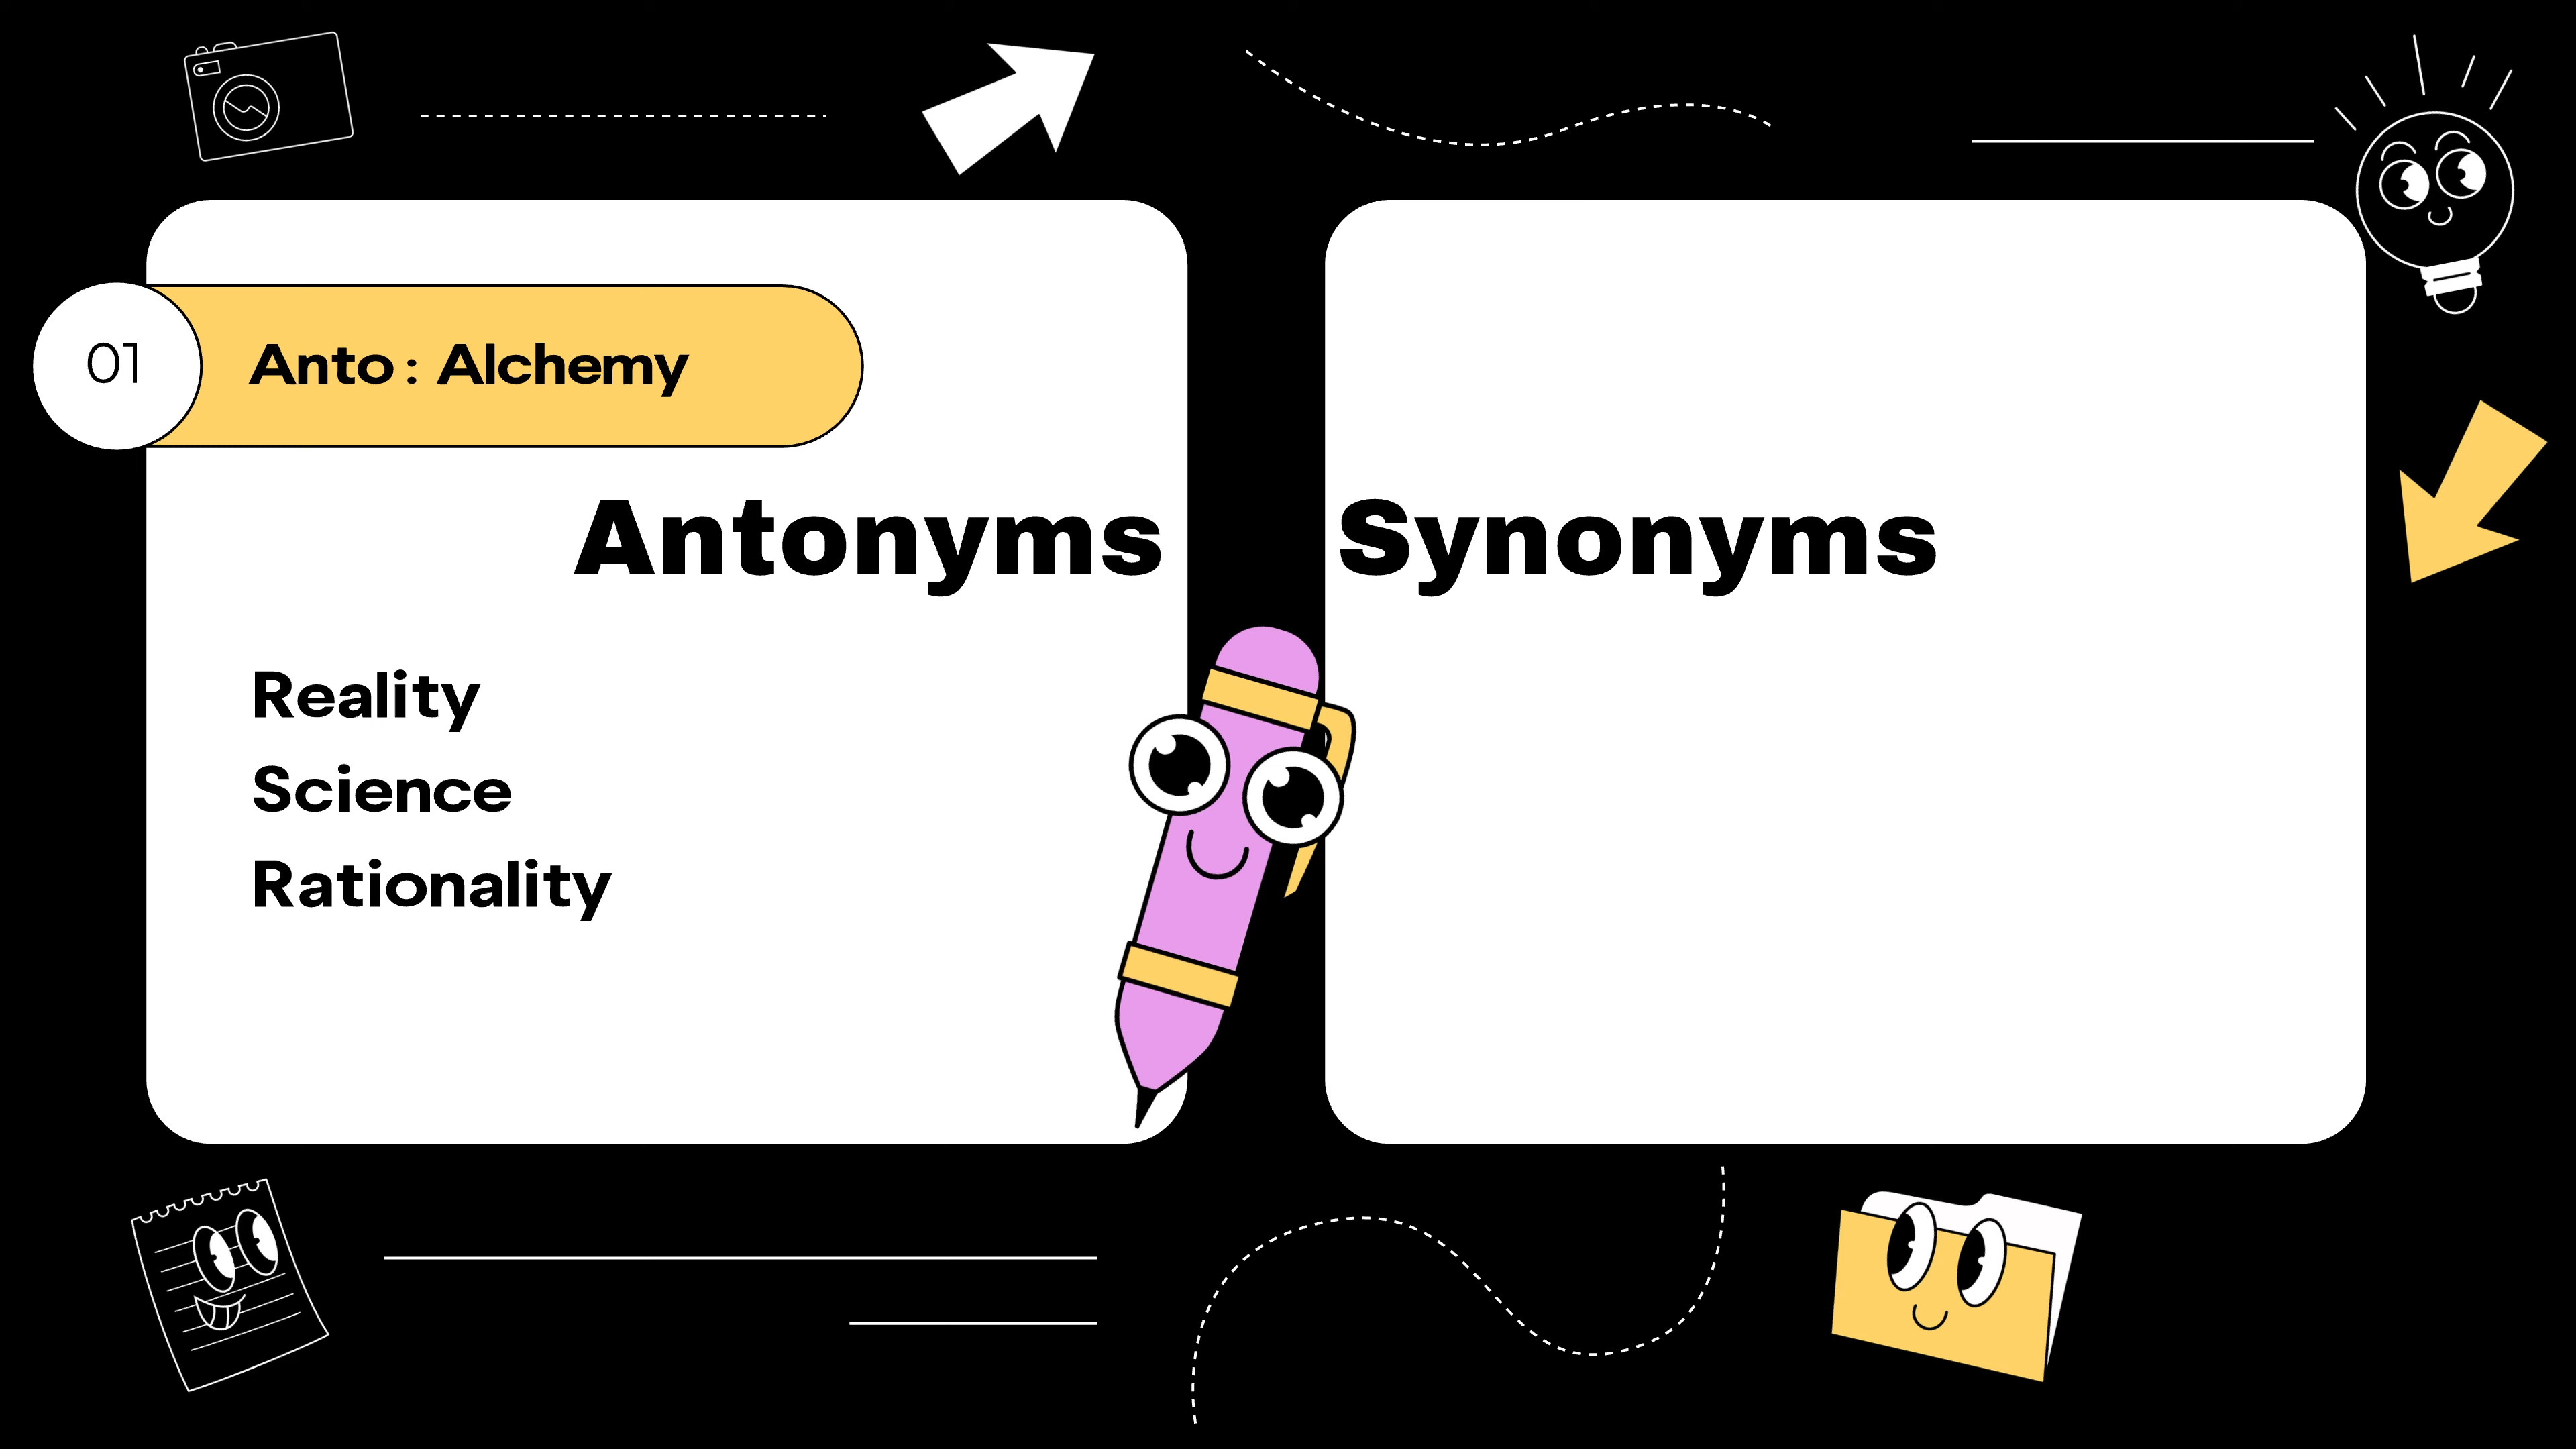 01
Anto : Alchemy
Antonyms
Synonyms
Reality
Science
Rationality